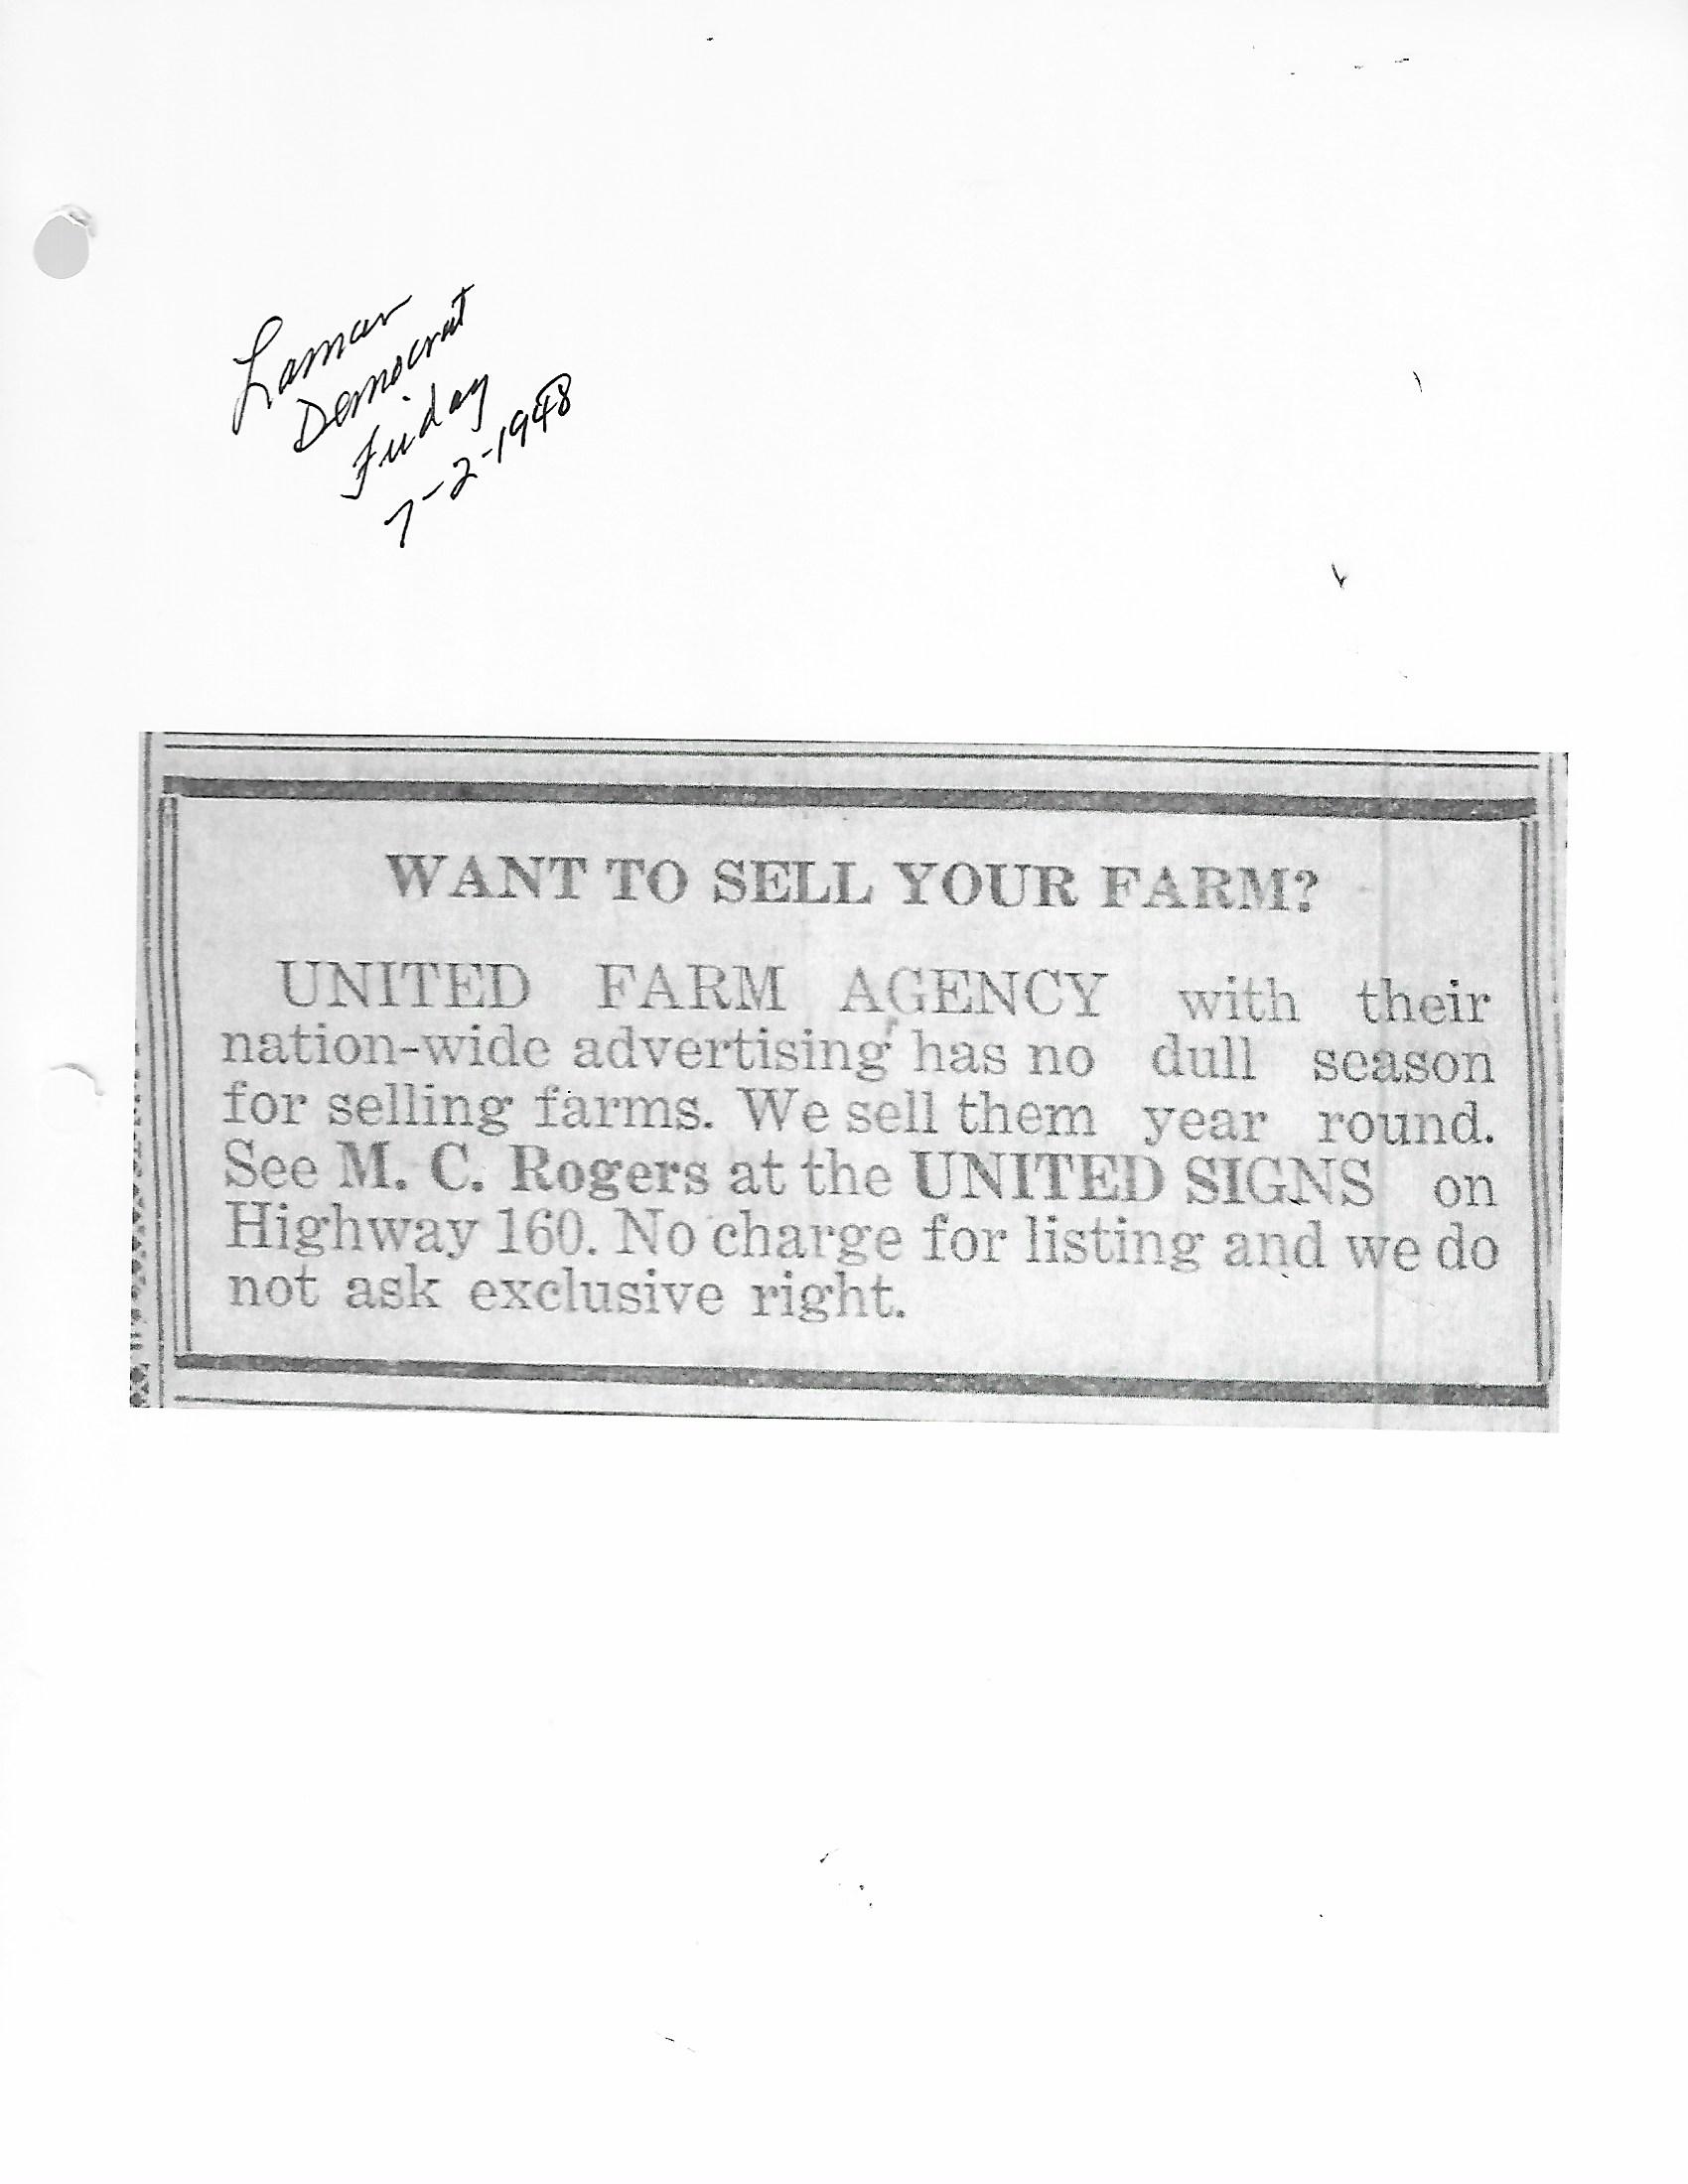 Lamar
Democrat
Friday
7-2-1948
WANT TO SELL YOUR FARM?
UNITED FARM AGENCY with their
nation-wide advertising has no dull season
for selling farms. We sell them year round.
See M. C. Rogers at the UNITED SIGNS on
Highway 160. No charge for listing and we do
not ask exclusive right.